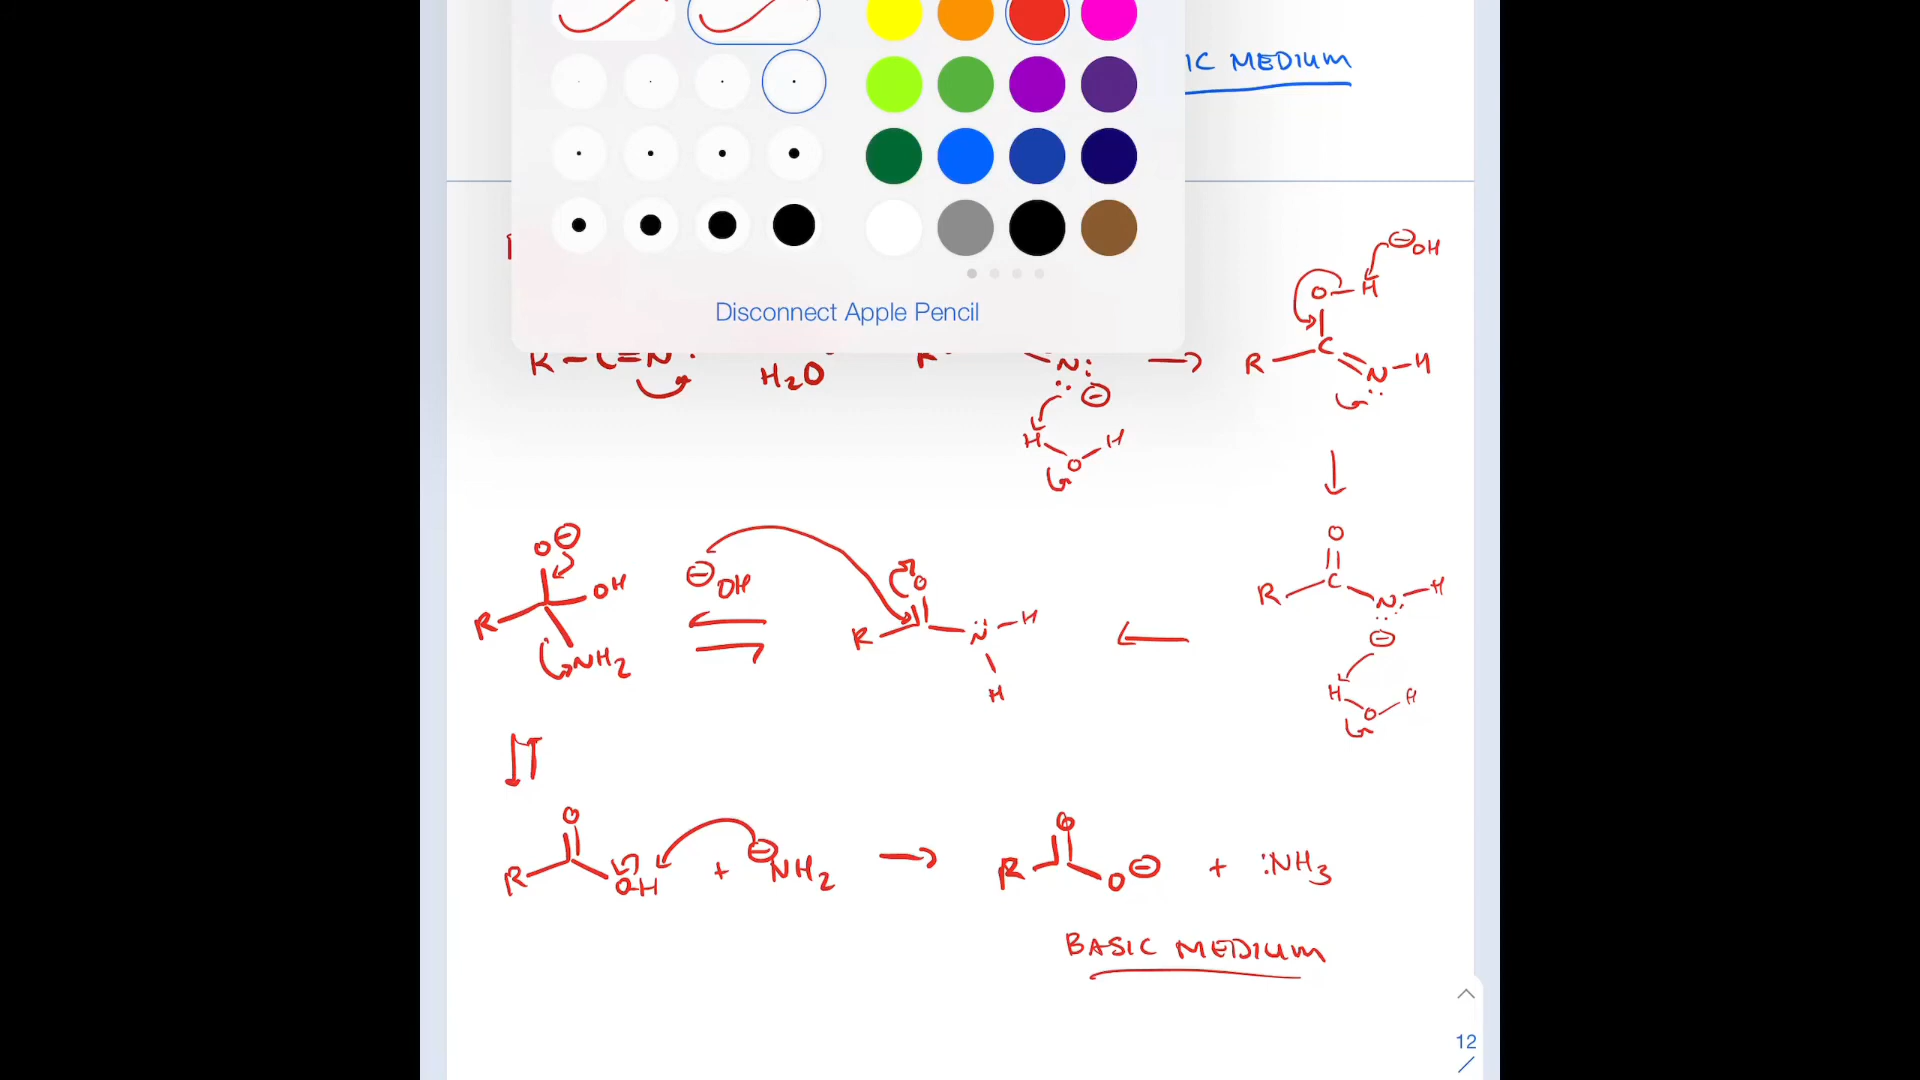 IC MEDIUM
Disconnect Apple Pencil
⊖OH
O-H
R-C≡N:
H₂O
N:
⊖
R
C
N-H
H
O
H
O
O⊖
OH
R
NH₂
⊖OH
O
R
N
H
H
R
C
N
H
⊖
H
O
H
O
R
OH
+
⊖NH₂
O
R
O⊖
+
:NH₃
BASIC MEDIUM
12